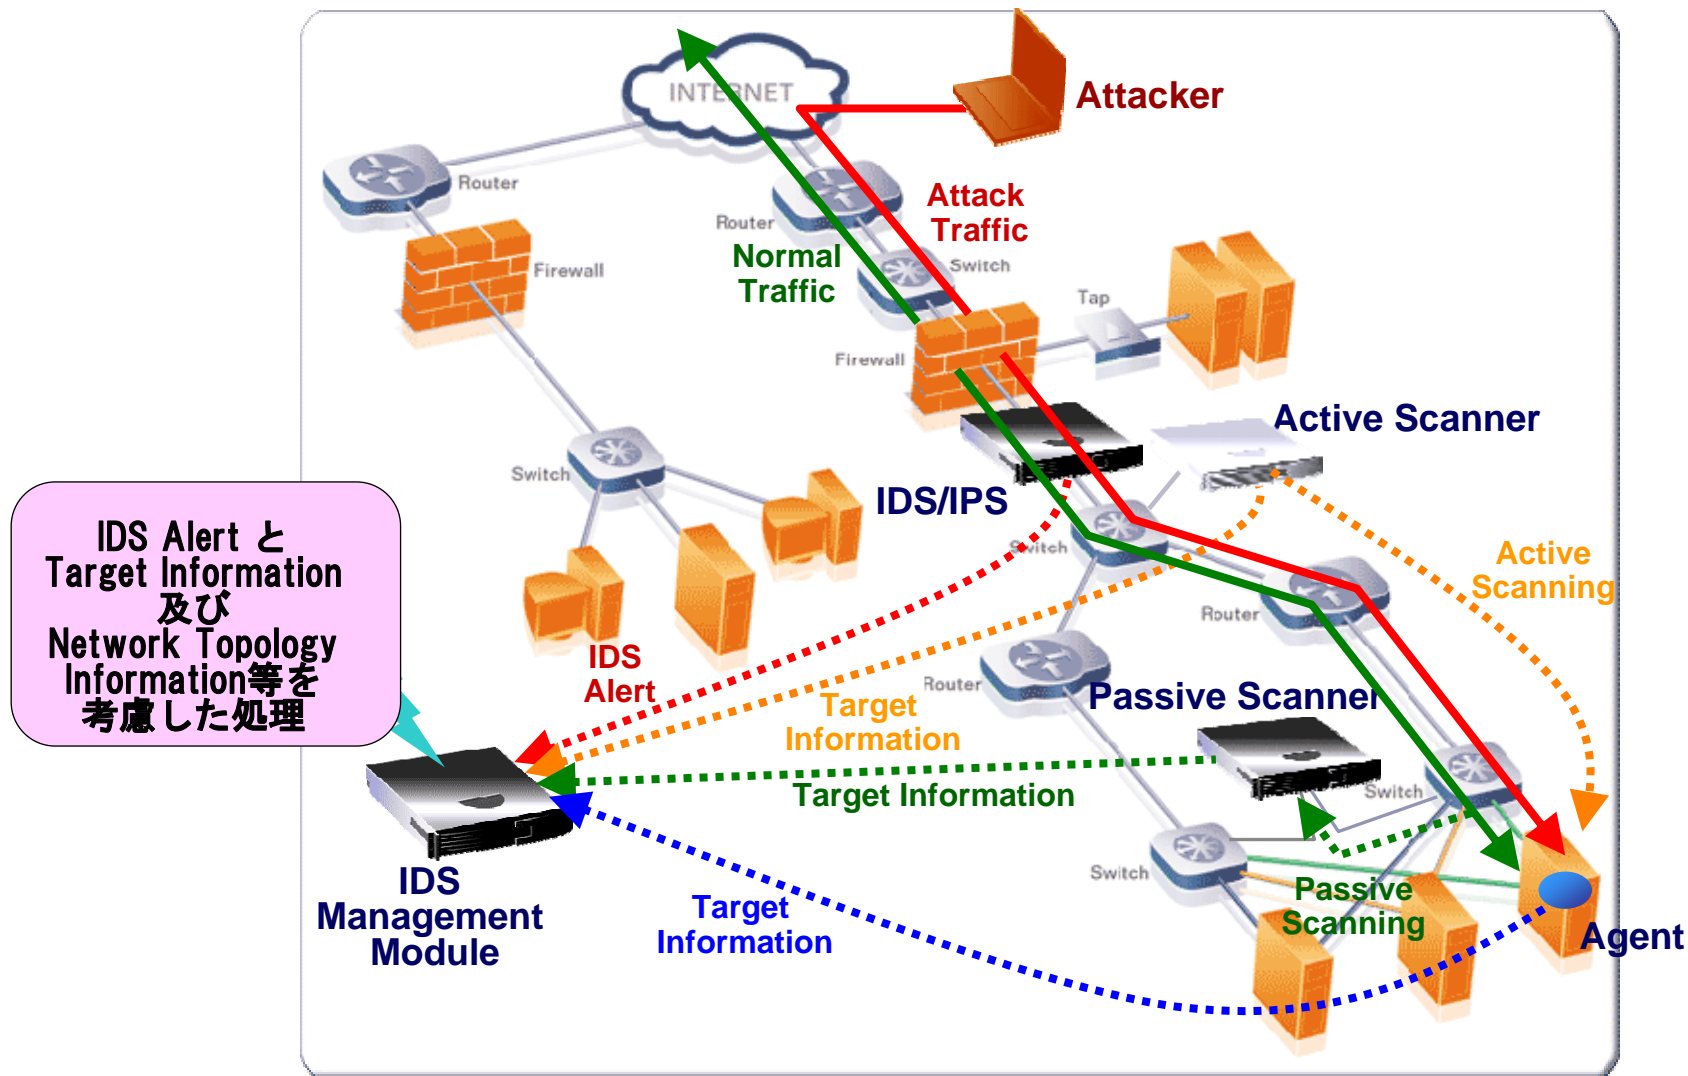 INTERNET
Attacker
Router
Router
Attack
Traffic
Normal
Traffic
Switch
Firewall
Tap
Firewall
Active Scanner
Switch
IDS/IPS
Switch
Active
Scanning
IDS Alert と
Target Information
及び
Network Topology
Information等を
考慮した処理
Router
IDS
Alert
Router
Passive Scanner
Target
Information
Target Information
Switch
IDS
Management
Module
Switch
Passive
Scanning
Target
Information
Agent